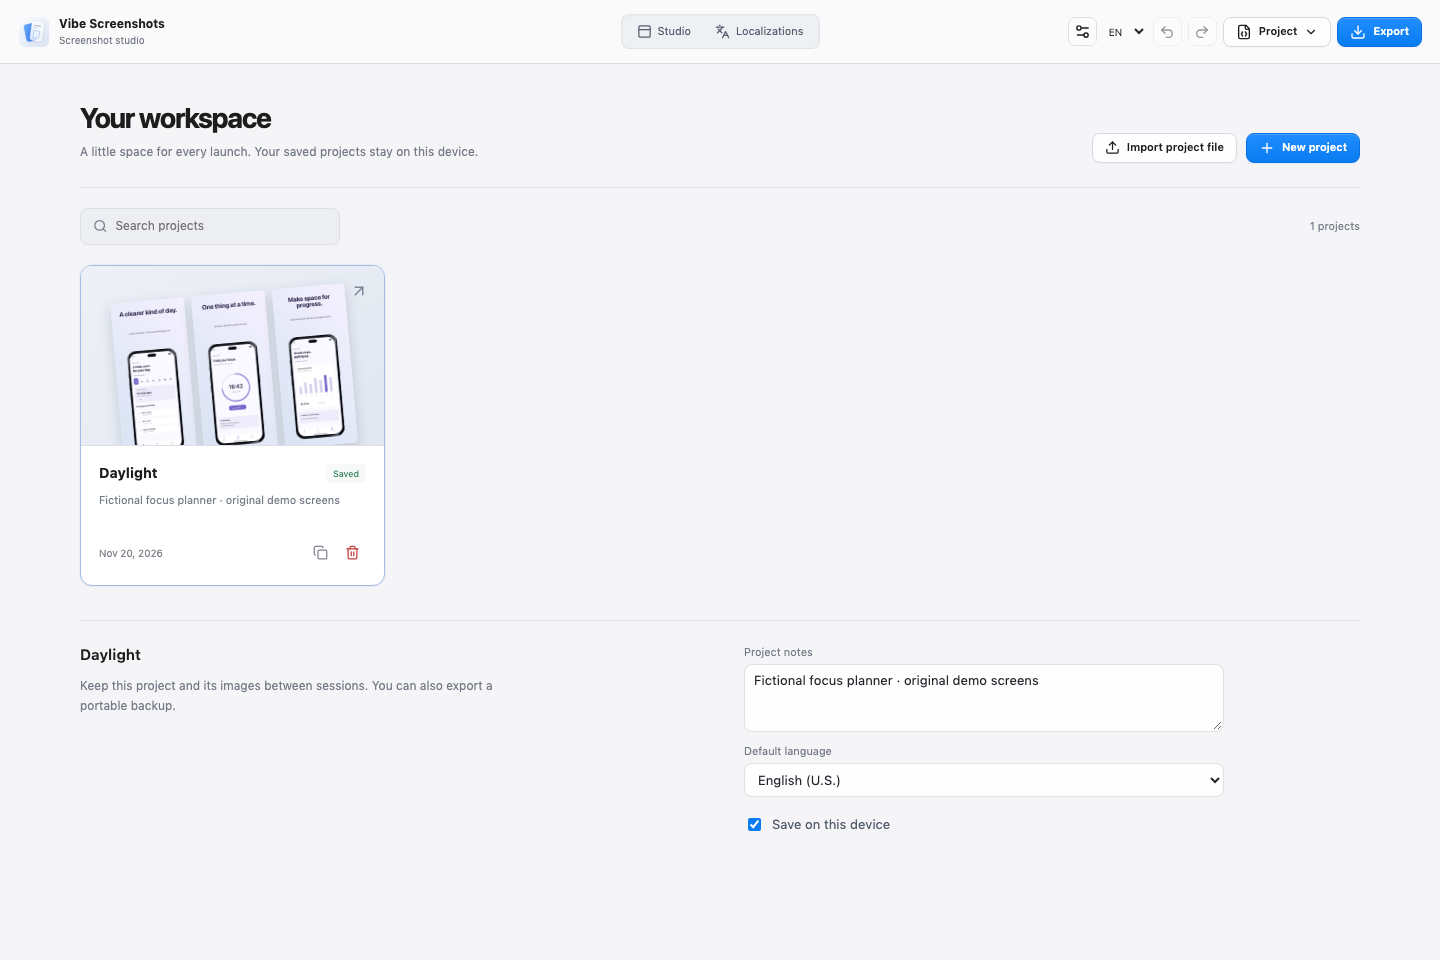 Vibe Screenshots
Screenshot studio
Studio
Localizations
EN
Project
Export
Your workspace
A little space for every launch. Your saved projects stay on this device.
Import project file
New project
Search projects
1 projects
A clearer kind of day.
One thing at a time.
Make space for
progress.
18:42
Daylight
Saved
Fictional focus planner · original demo screens
Nov 20, 2026
Daylight
Keep this project and its images between sessions. You can also export a
portable backup.
Project notes
Fictional focus planner · original demo screens
Default language
English (U.S.)
Save on this device